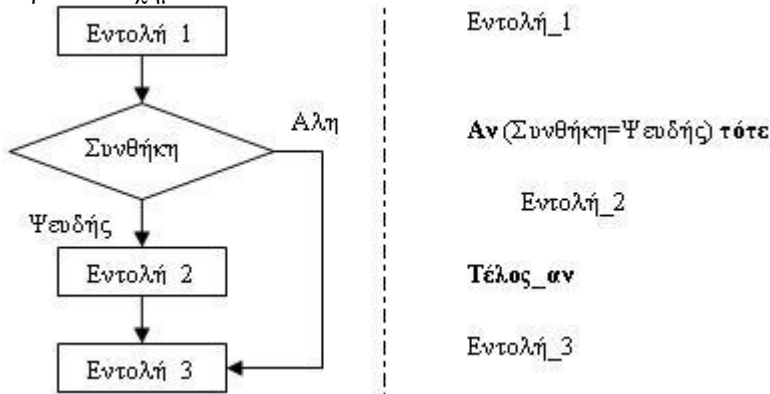 Εντολή 1
Συνθήκη
Αλη
Ψευδής
Εντολή 2
Εντολή 3
Εντολή_1
Αν (Συνθήκη=Ψευδής) τότε
Εντολή_2
Τέλος_αν
Εντολή_3